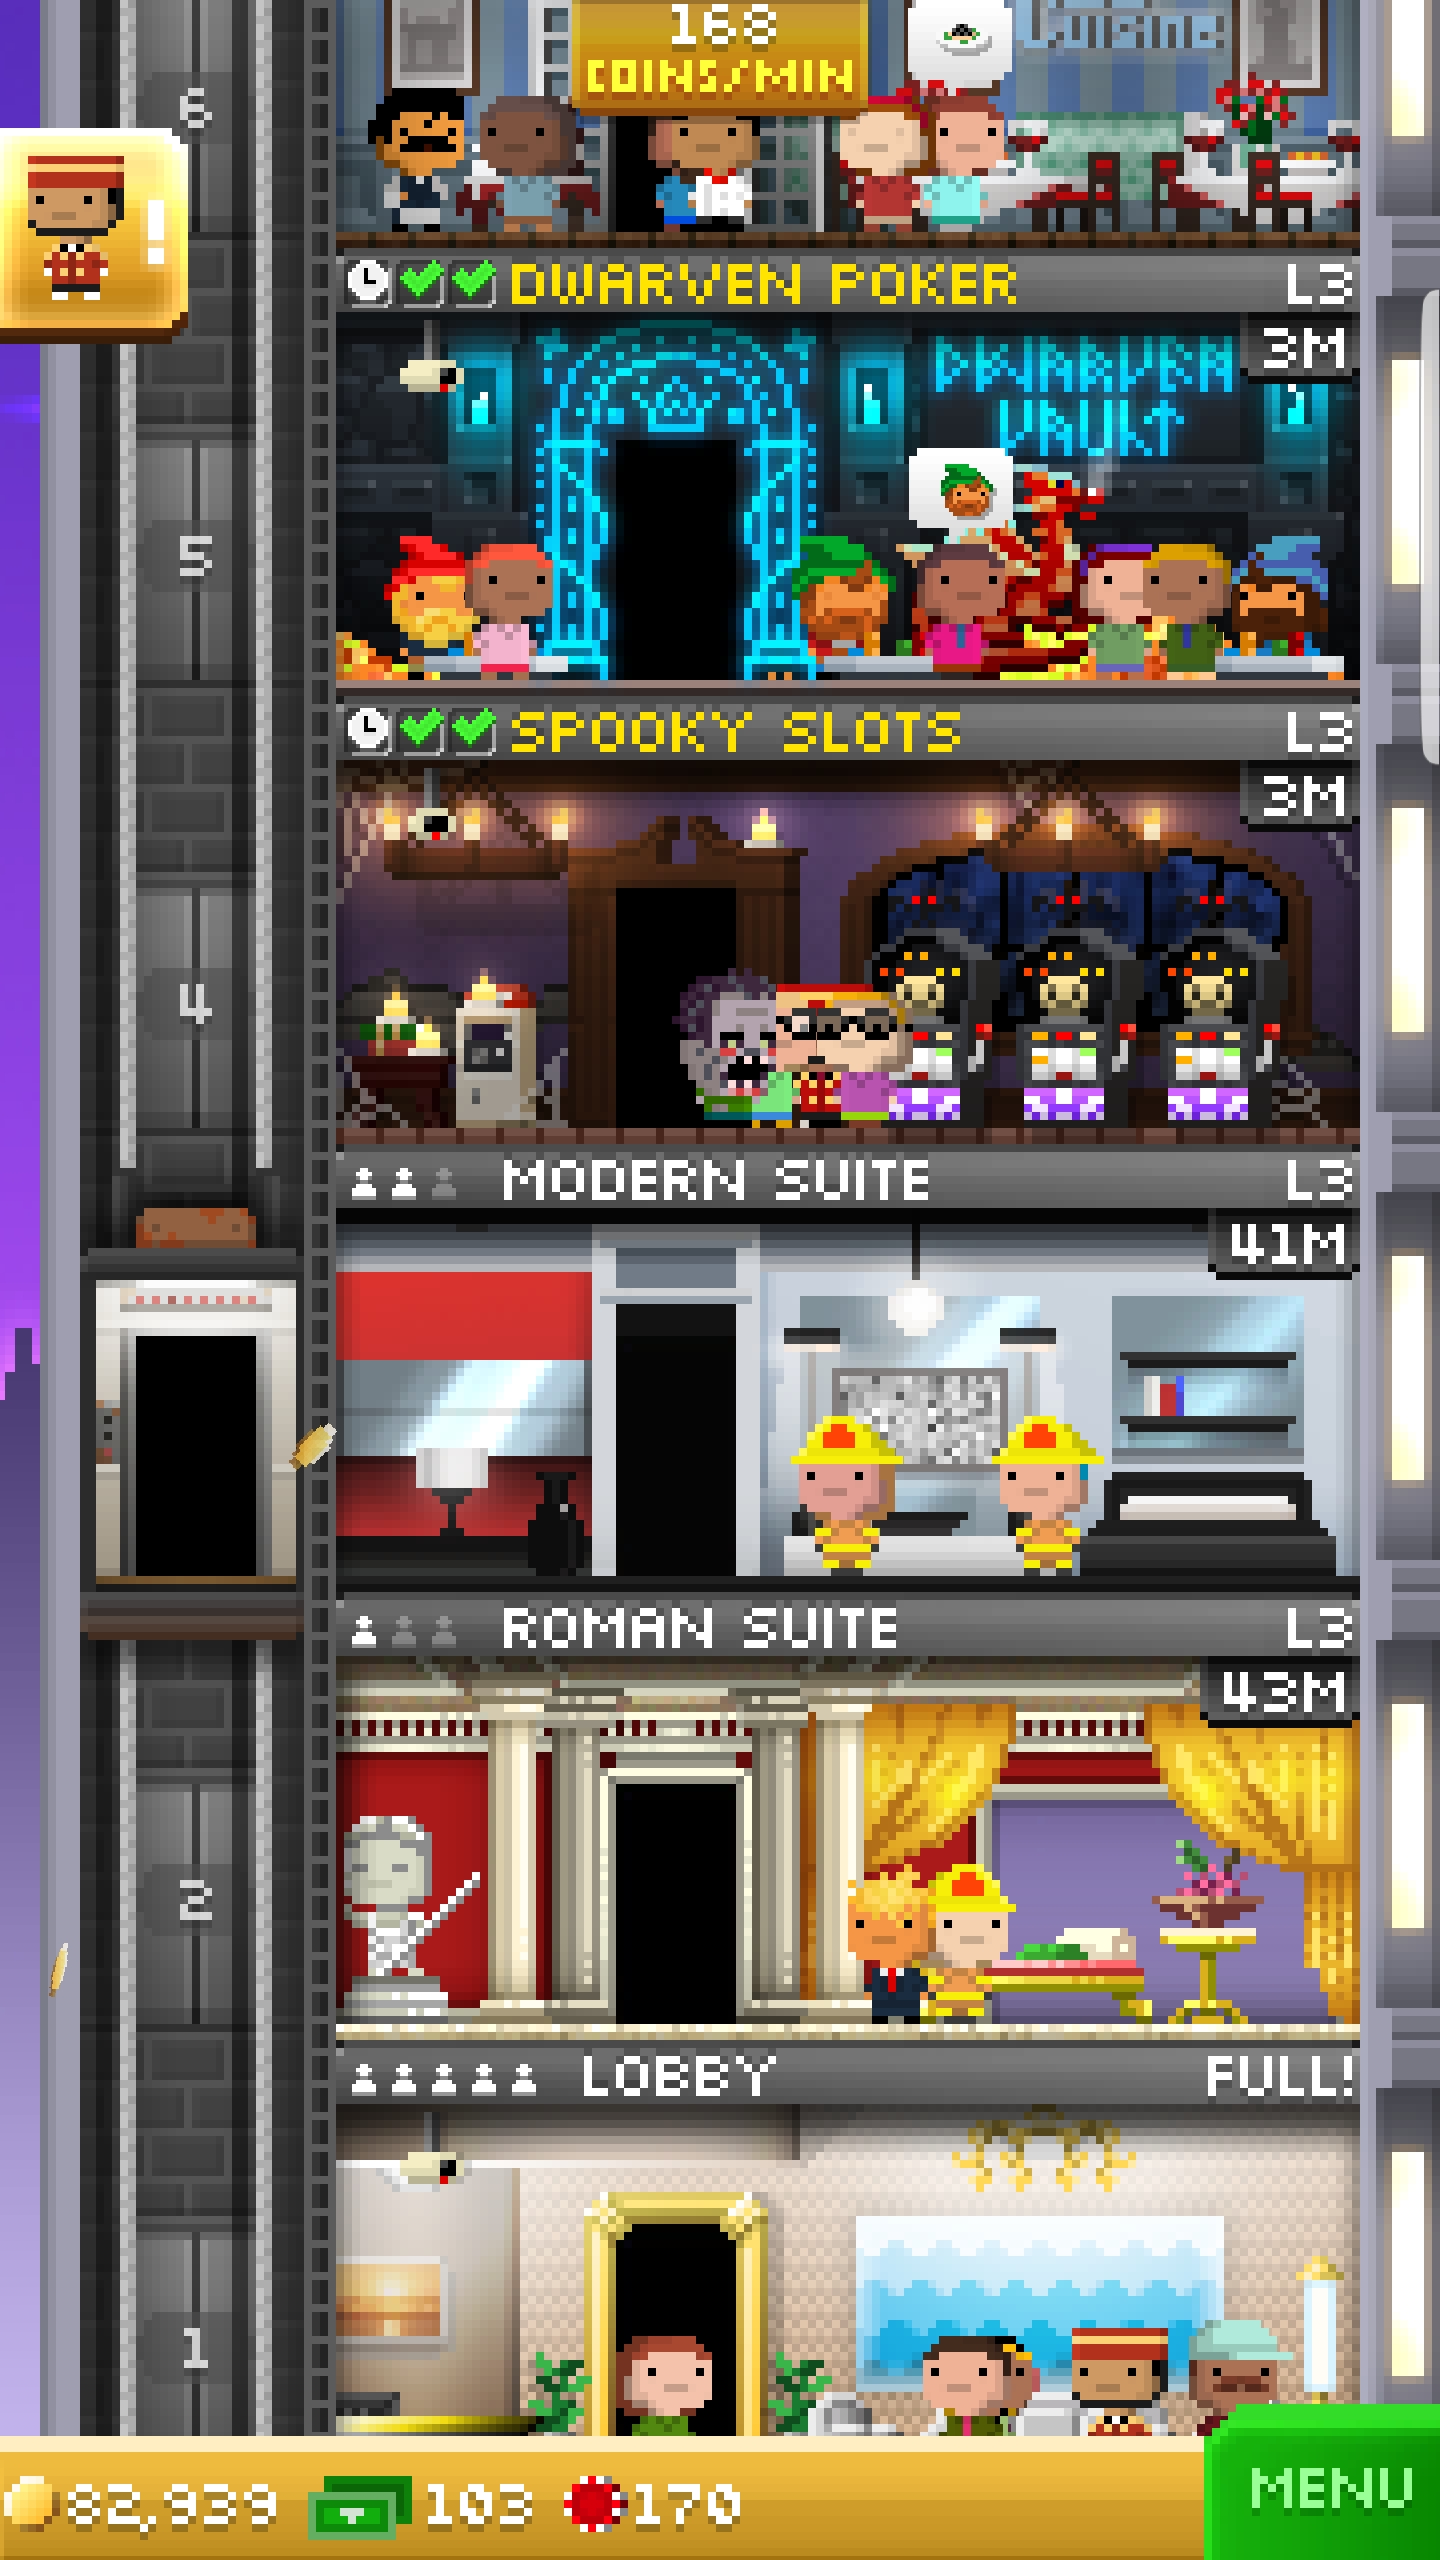 168
COINS/MIN
Cuisine
6
DWARVEN POKER L3
3M
DWARVEN
VAULT
5
SPOOKY SLOTS L3
3M
4
MODERN SUITE L3
41M
ROMAN SUITE L3
43M
2
LOBBY FULL!
1
82,939 103 170
MENU